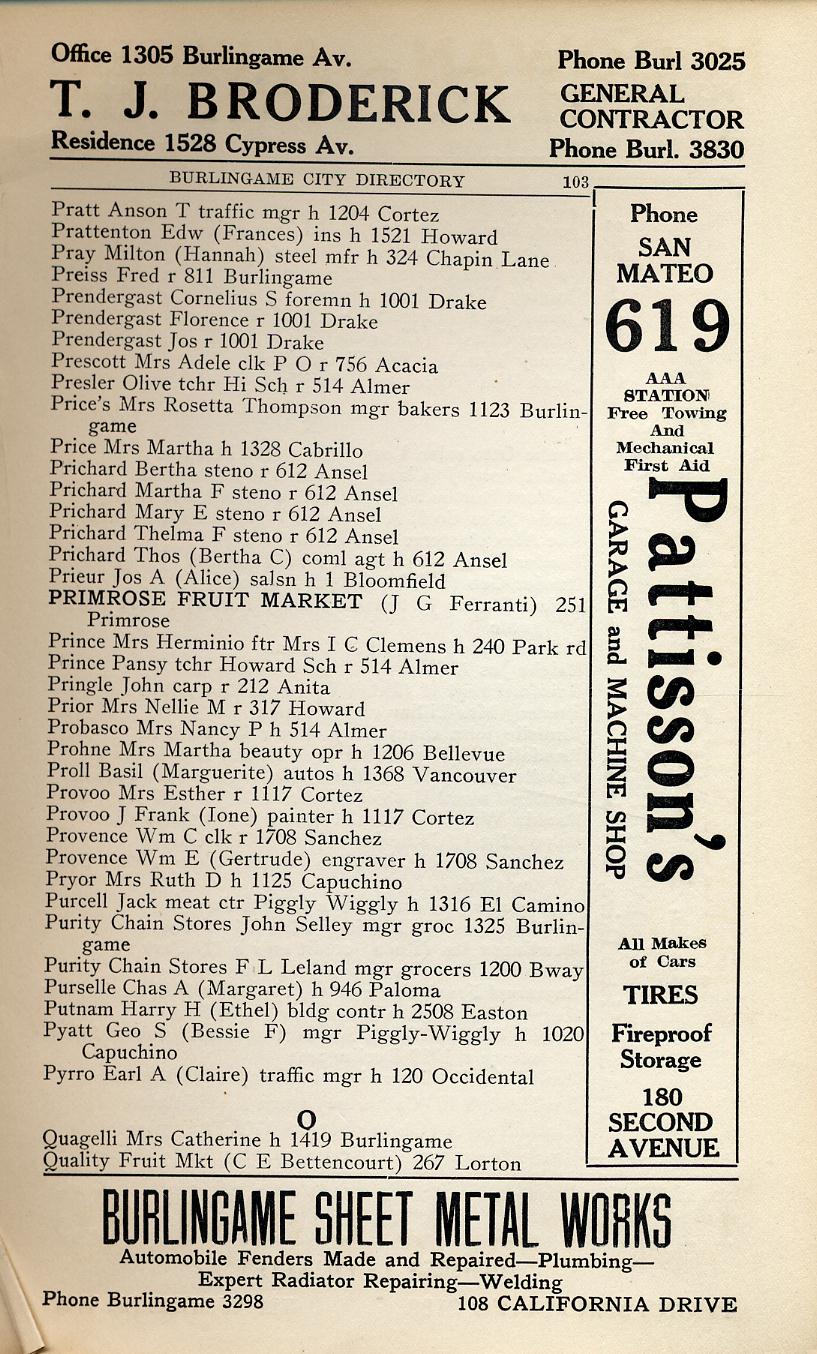 Office 1305 Burlingame Av.
Phone Burl 3025
T. J. BRODERICK
GENERAL
CONTRACTOR
Residence 1528 Cypress Av.
Phone Burl. 3830
BURLINGAME CITY DIRECTORY 103
Pratt Anson T traffic mgr h 1204 Cortez
Prattenton Edw (Frances) ins h 1521 Howard
Pray Milton (Hannah) steel mfr h 324 Chapin Lane
Preiss Fred r 811 Burlingame
Prendergast Cornelius S foremn h 1001 Drake
Prendergast Florence r 1001 Drake
Prendergast Jos r 1001 Drake
Prescott Mrs Adele clk P O r 756 Acacia
Presler Olive tchr Hi Sch r 514 Almer
Price's Mrs Rosetta Thompson mgr bakers 1123 Burlin-
game
Price Mrs Martha h 1328 Cabrillo
Prichard Bertha steno r 612 Ansel
Prichard Martha F steno r 612 Ansel
Prichard Mary E steno r 612 Ansel
Prichard Thelma F steno r 612 Ansel
Prichard Thos (Bertha C) coml agt h 612 Ansel
Prieur Jos A (Alice) salsn h 1 Bloomfield
PRIMROSE FRUIT MARKET (J G Ferranti) 251
Primrose
Prince Mrs Herminio ftr Mrs I C Clemens h 240 Park rd
Prince Pansy tchr Howard Sch r 514 Almer
Pringle John carp r 212 Anita
Prior Mrs Nellie M r 317 Howard
Probasco Mrs Nancy P h 514 Almer
Prohne Mrs Martha beauty opr h 1206 Bellevue
Proll Basil (Marguerite) autos h 1368 Vancouver
Provoo Mrs Esther r 1117 Cortez
Provoo J Frank (Ione) painter h 1117 Cortez
Provence Wm C clk r 1708 Sanchez
Provence Wm E (Gertrude) engraver h 1708 Sanchez
Pryor Mrs Ruth D h 1125 Capuchino
Purcell Jack meat ctr Piggly Wiggly h 1316 El Camino
Purity Chain Stores John Selley mgr groc 1325 Burlin-
game
Purity Chain Stores F L Leland mgr grocers 1200 Bway
Purselle Chas A (Margaret) h 946 Paloma
Putnam Harry H (Ethel) bldg contr h 2508 Easton
Pyatt Geo S (Bessie F) mgr Piggly-Wiggly h 1020
Capuchino
Pyrro Earl A (Claire) traffic mgr h 120 Occidental
O
Quagelli Mrs Catherine h 1419 Burlingame
Quality Fruit Mkt (C E Bettencourt) 267 Lorton
Phone
SAN
MATEO
619
AAA
STATION
Free Towing
And
Mechanical
First Aid
Pattison's
GARAGE and MACHINE SHOP
All Makes
of Cars
TIRES
Fireproof
Storage
180
SECOND
AVENUE
BURLINGAME SHEET METAL WORKS
Automobile Fenders Made and Repaired—Plumbing—
Expert Radiator Repairing—Welding
Phone Burlingame 3298
108 CALIFORNIA DRIVE